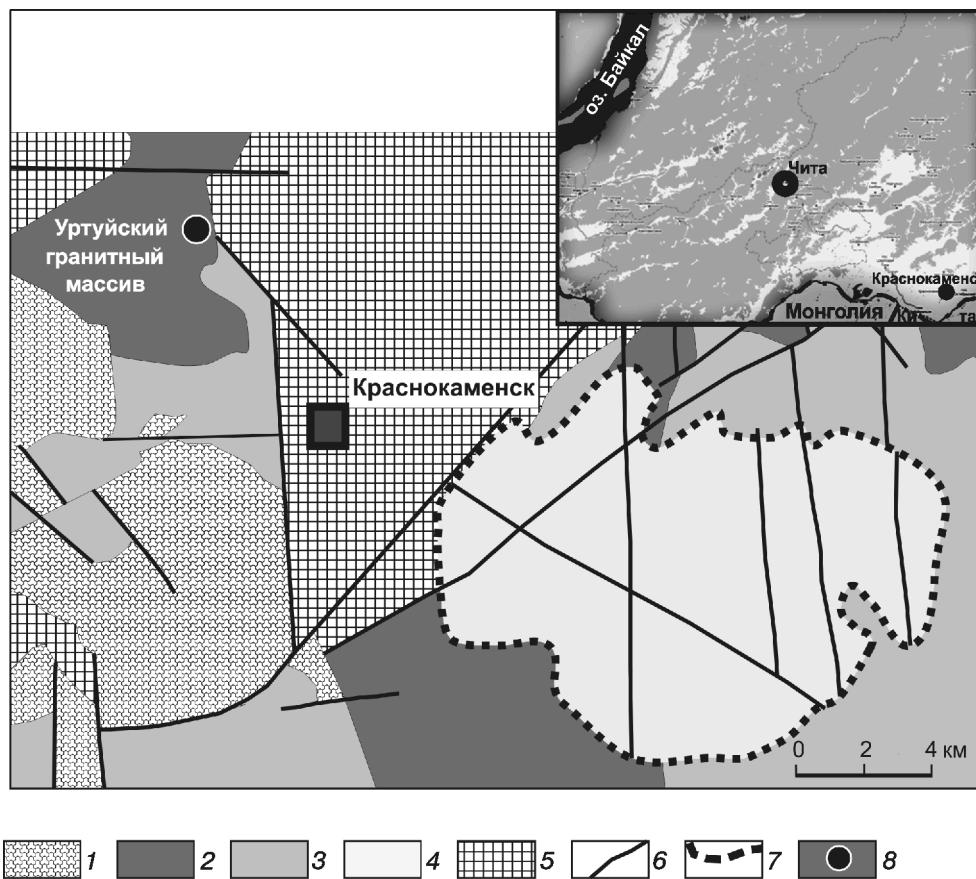 оз. Байкал
Чита
Краснокаменс
Монголия
Уртуйский
гранитный
массив
Краснокаменск
0 2 4 км
1 2 3 4 5 6 7 8